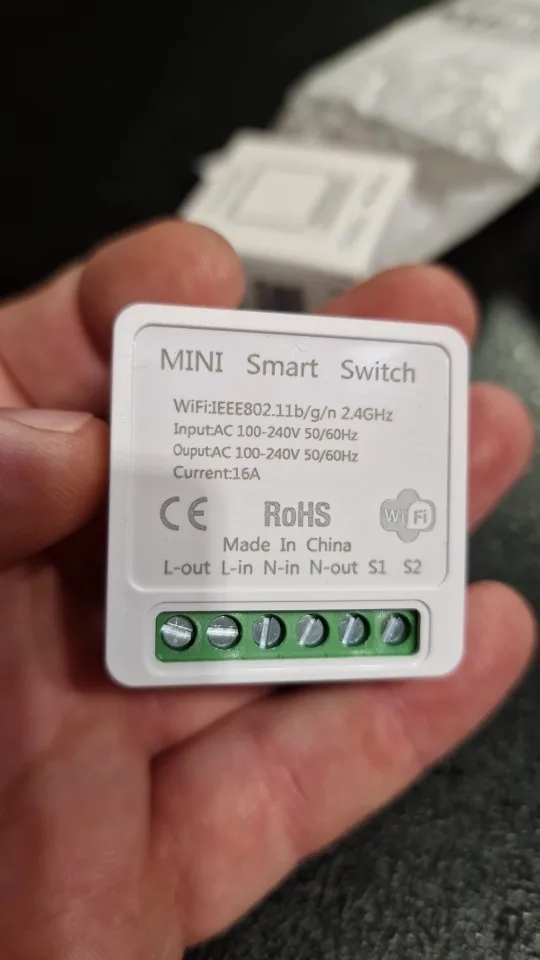 MINI Smart Switch
WiFi:IEEE802.11b/g/n 2.4GHz
Input:AC 100-240V 50/60Hz
Ouput:AC 100-240V 50/60Hz
Current:16A
CE RoHS WiFi
Made In China
L-out L-in N-in N-out S1 S2